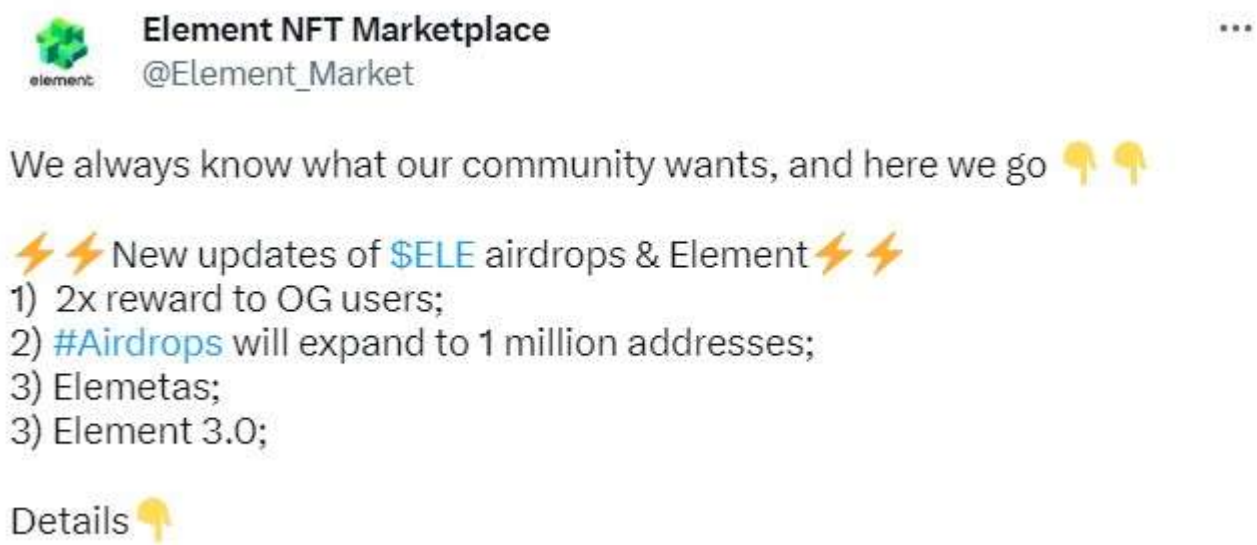 Element NFT Marketplace
element
@Element_Market
We always know what our community wants, and here we go 👇👇
⚡⚡New updates of $ELE airdrops & Element⚡⚡
1)  2x reward to OG users;
2) #Airdrops will expand to 1 million addresses;
3) Elemetas;
3) Element 3.0;
Details👇